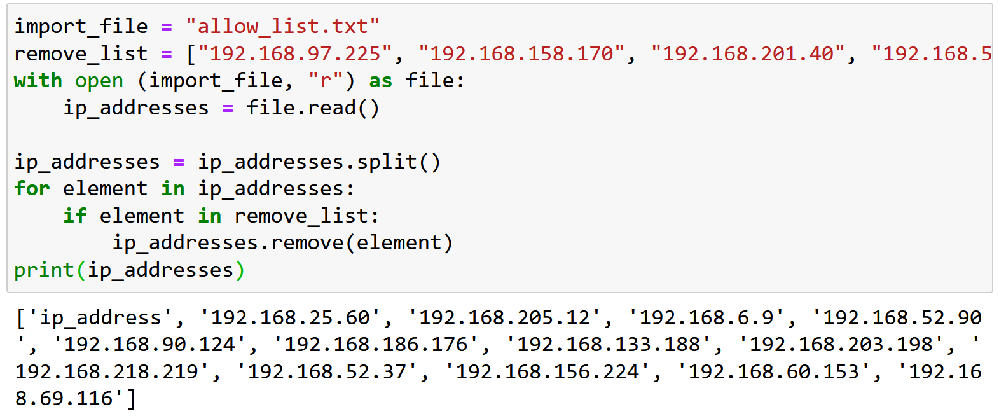 import_file = "allow_list.txt"
remove_list = ["192.168.97.225", "192.168.158.170", "192.168.201.40", "192.168.5
with open (import_file, "r") as file:
    ip_addresses = file.read()

ip_addresses = ip_addresses.split()
for element in ip_addresses:
    if element in remove_list:
        ip_addresses.remove(element)
print(ip_addresses)
['ip_address', '192.168.25.60', '192.168.205.12', '192.168.6.9', '192.168.52.90
', '192.168.90.124', '192.168.186.176', '192.168.133.188', '192.168.203.198', '
192.168.218.219', '192.168.52.37', '192.168.156.224', '192.168.60.153', '192.16
8.69.116']